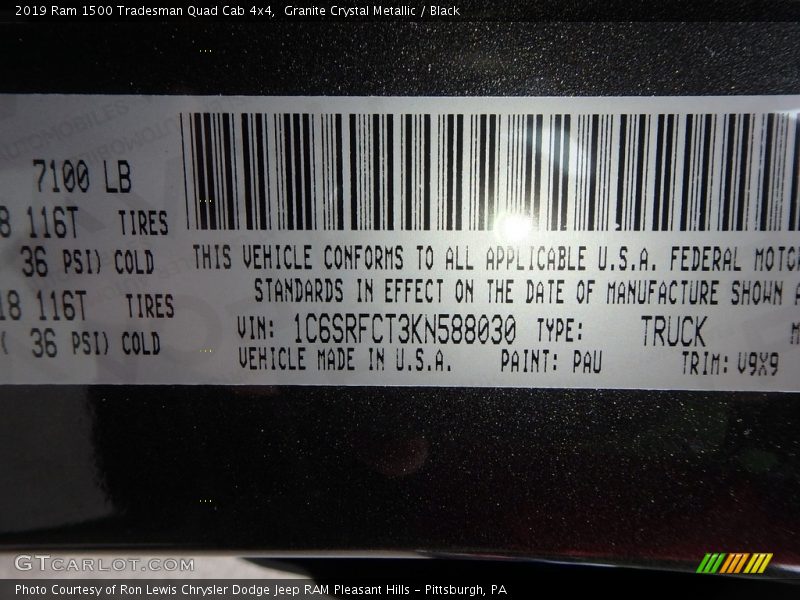 2019 Ram 1500 Tradesman Quad Cab 4x4, Granite Crystal Metallic / Black
7100 LB
8 116T TIRES
36 PSI) COLD
18 116T TIRES
( 36 PSI) COLD
THIS VEHICLE CONFORMS TO ALL APPLICABLE U.S.A. FEDERAL MOTOR
STANDARDS IN EFFECT ON THE DATE OF MANUFACTURE SHOWN A
VIN: 1C6SRFCT3KN588030 TYPE: TRUCK M
VEHICLE MADE IN U.S.A. PAINT: PAU TRIM: V9X9
GTCARLOT.COM
Photo Courtesy of Ron Lewis Chrysler Dodge Jeep RAM Pleasant Hills - Pittsburgh, PA